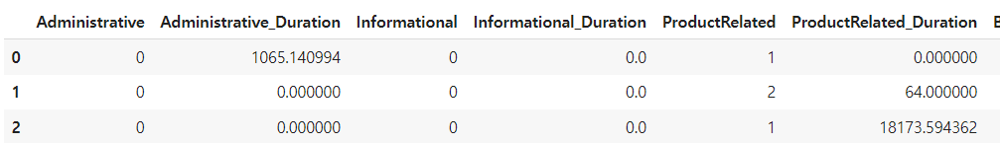 Administrative Administrative_Duration Informational Informational_Duration ProductRelated ProductRelated_Duration
0 0 1065.140994 0 0.0 1 0.000000
1 0 0.000000 0 0.0 2 64.000000
2 0 0.000000 0 0.0 1 18173.594362